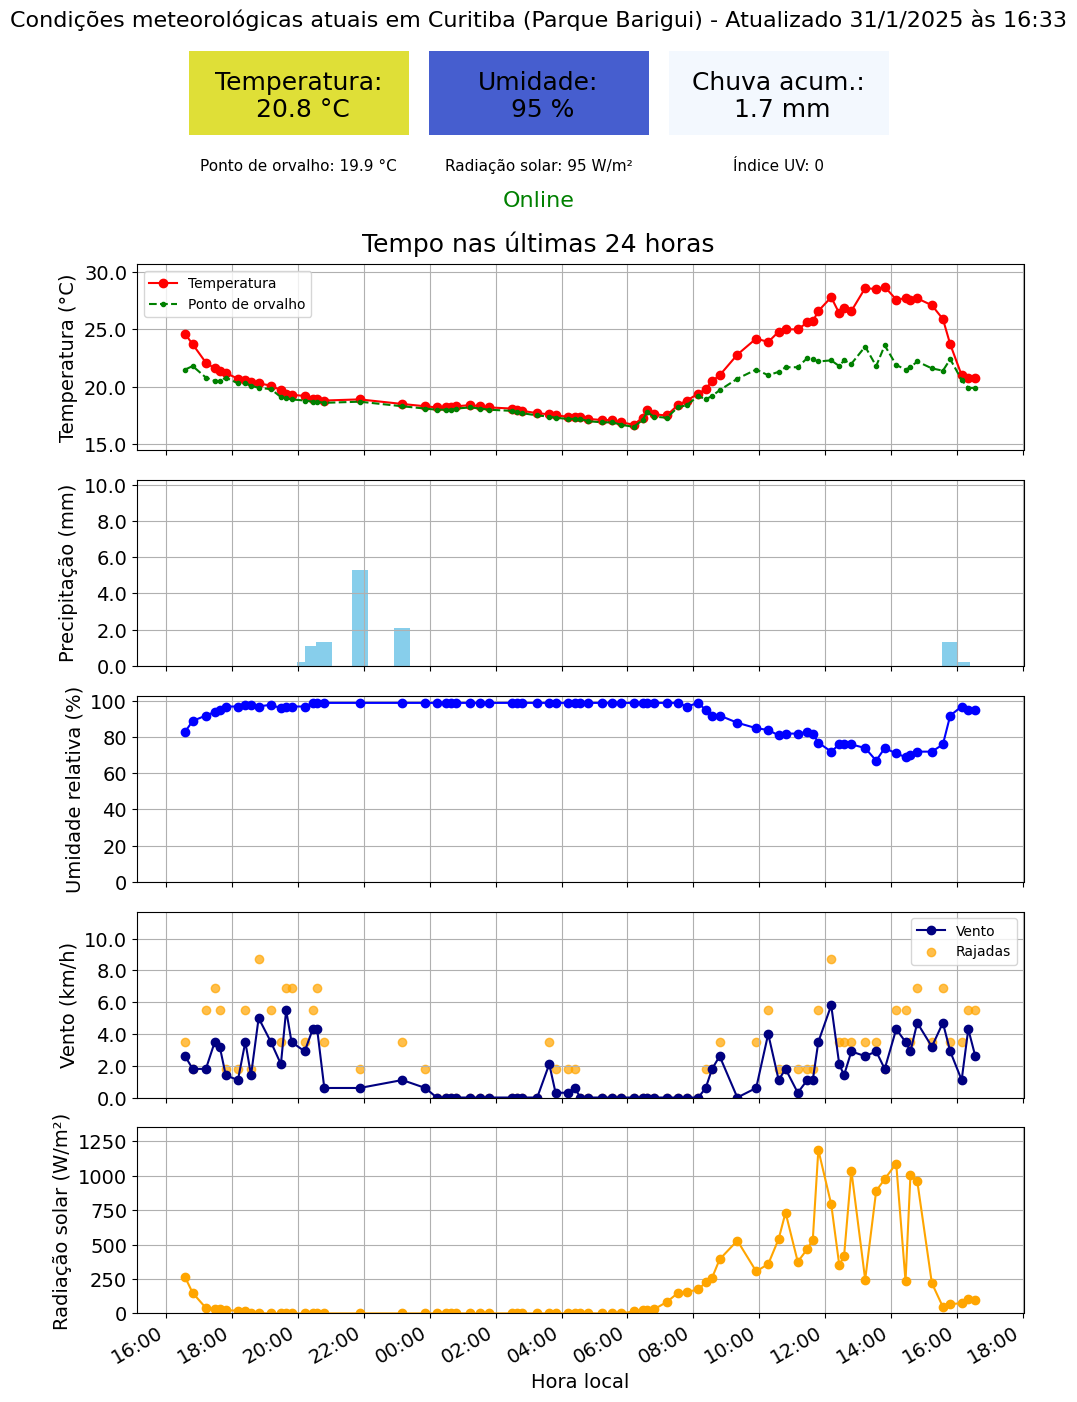 Condições meteorológicas atuais em Curitiba (Parque Barigui) - Atualizado 31/1/2025 às 16:33
Temperatura:
20.8 °C
Umidade:
95 %
Chuva acum.:
1.7 mm
Ponto de orvalho: 19.9 °C
Radiação solar: 95 W/m²
Índice UV: 0
Online
Tempo nas últimas 24 horas
Temperatura (°C)
30.0
25.0
20.0
15.0
Temperatura
Ponto de orvalho
Precipitação (mm)
10.0
8.0
6.0
4.0
2.0
0.0
Umidade relativa (%)
100
80
60
40
20
0
Vento (km/h)
10.0
8.0
6.0
4.0
2.0
0.0
Vento
Rajadas
Radiação solar (W/m²)
1250
1000
750
500
250
0
16:00
18:00
20:00
22:00
00:00
02:00
04:00
06:00
08:00
10:00
12:00
14:00
16:00
18:00
Hora local